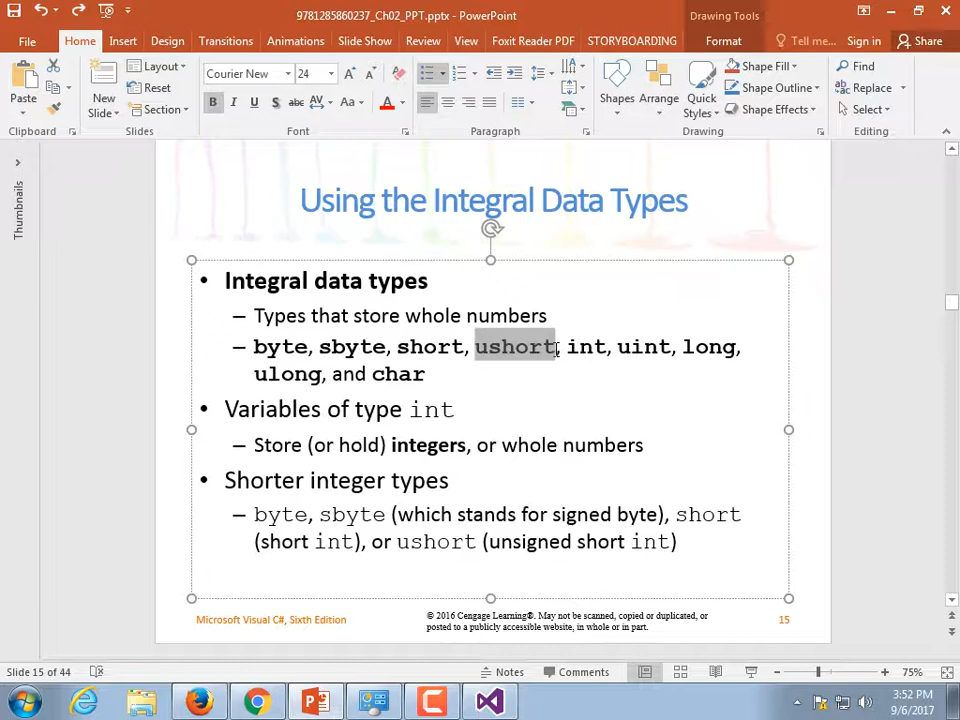 9781285860237_Ch02_PPT.pptx - PowerPoint
Drawing Tools
File Home Insert Design Transitions Animations Slide Show Review View Foxit Reader PDF STORYBOARDING Format Tell me... Sign in Share
Paste
Clipboard
New Slide
Layout
Reset
Section
Slides
Courier New 24
B I U S abc AV Aa A
Font
Paragraph
Shapes
Arrange
Quick Styles
Shape Fill
Shape Outline
Shape Effects
Drawing
Find
Replace
Select
Editing
Thumbnails
Using the Integral Data Types
• Integral data types
– Types that store whole numbers
– byte, sbyte, short, ushort, int, uint, long,
ulong, and char
• Variables of type int
– Store (or hold) integers, or whole numbers
• Shorter integer types
– byte, sbyte (which stands for signed byte), short
(short int), or ushort (unsigned short int)
Microsoft Visual C#, Sixth Edition
© 2016 Cengage Learning®. May not be scanned, copied or duplicated, or
posted to a publicly accessible website, in whole or in part.
15
Slide 15 of 44 Notes Comments 75%
3:52 PM
9/6/2017